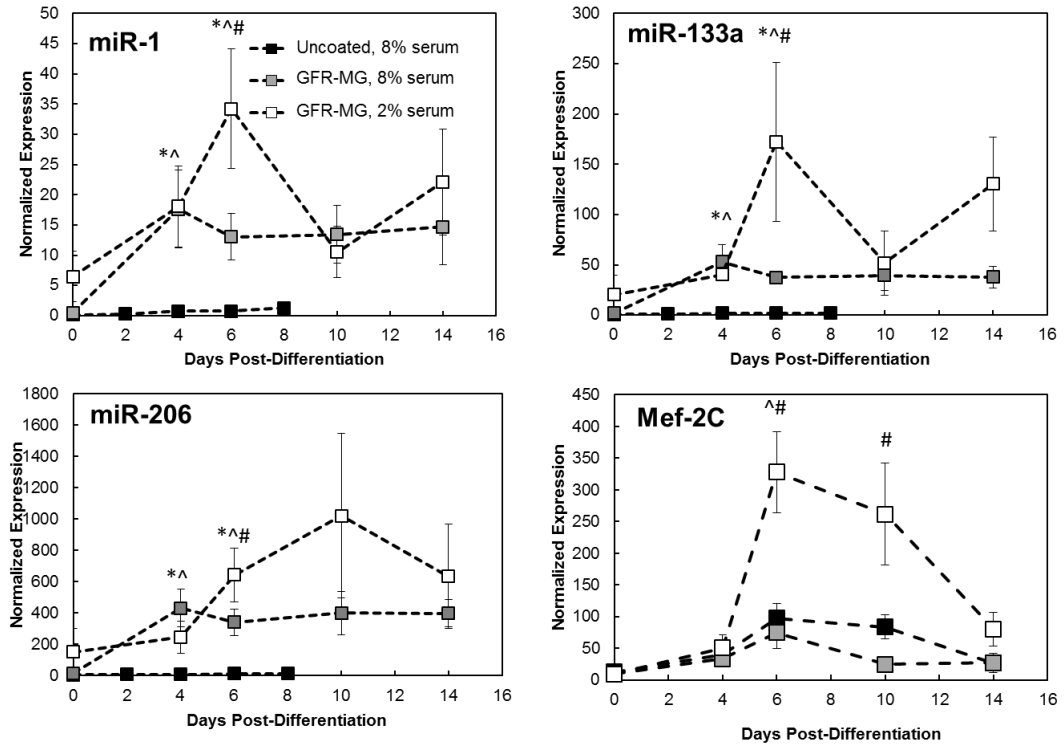 miR-1
*^#
*^
Uncoated, 8% serum
GFR-MG, 8% serum
GFR-MG, 2% serum
Normalized Expression
50
45
40
35
30
25
20
15
10
5
0
0 2 4 6 8 10 12 14 16
Days Post-Differentiation
miR-133a
*^#
*^
Normalized Expression
300
250
200
150
100
50
0
0 2 4 6 8 10 12 14 16
Days Post-Differentiation
miR-206
*^#
*^
Normalized Expression
1800
1600
1400
1200
1000
800
600
400
200
0
0 2 4 6 8 10 12 14 16
Days Post-Differentiation
Mef-2C
^#
#
Normalized Expression
450
400
350
300
250
200
150
100
50
0
0 2 4 6 8 10 12 14 16
Days Post-Differentiation